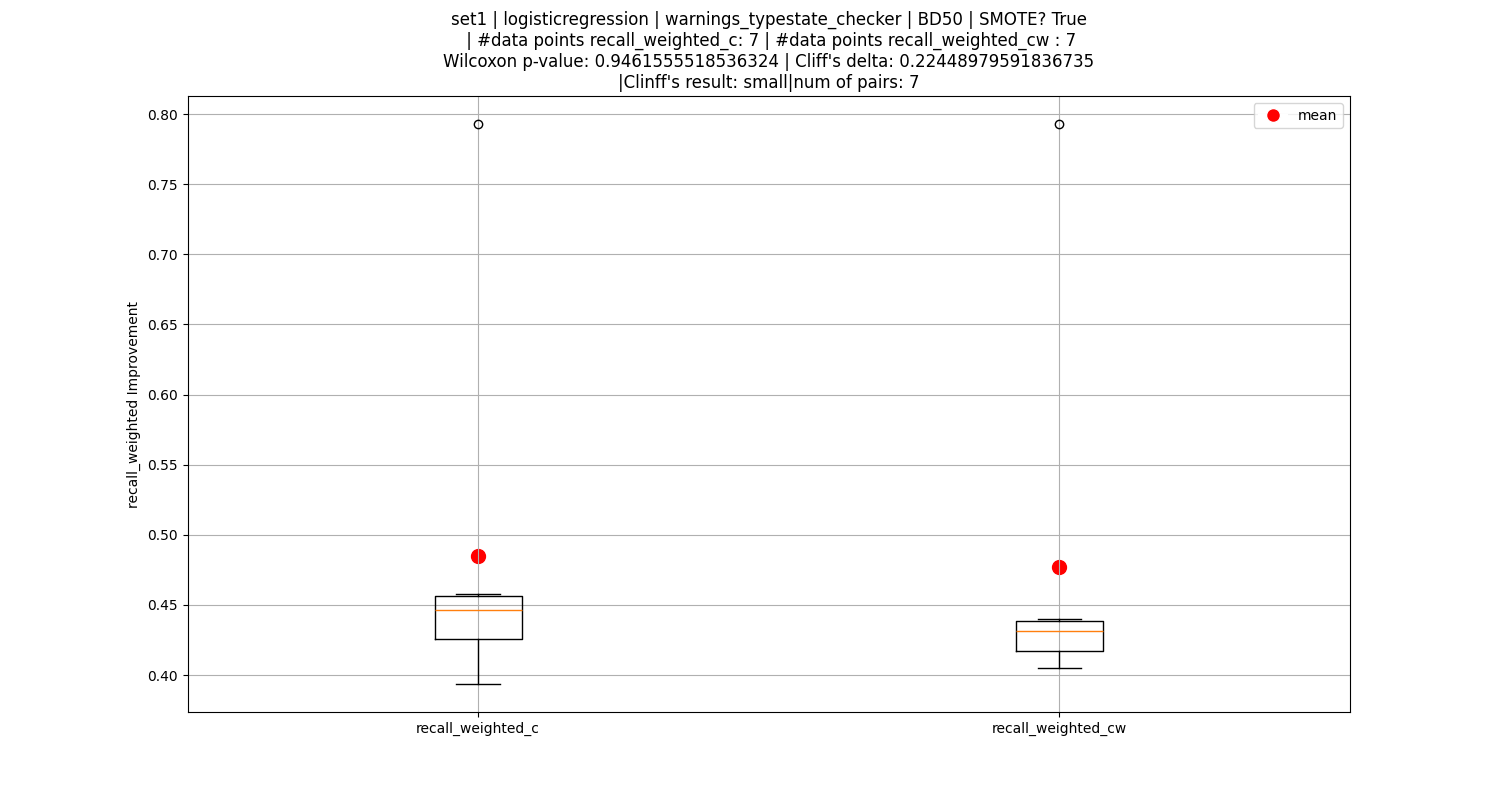 set1 | logisticregression | warnings_typestate_checker | BD50 | SMOTE? True
| #data points recall_weighted_c: 7 | #data points recall_weighted_cw : 7
Wilcoxon p-value: 0.9461555518536324 | Cliff's delta: 0.22448979591836735
|Clinff's result: small|num of pairs: 7
mean
0.80
0.75
0.70
0.65
0.60
0.55
0.50
0.45
0.40
recall_weighted Improvement
recall_weighted_c
recall_weighted_cw